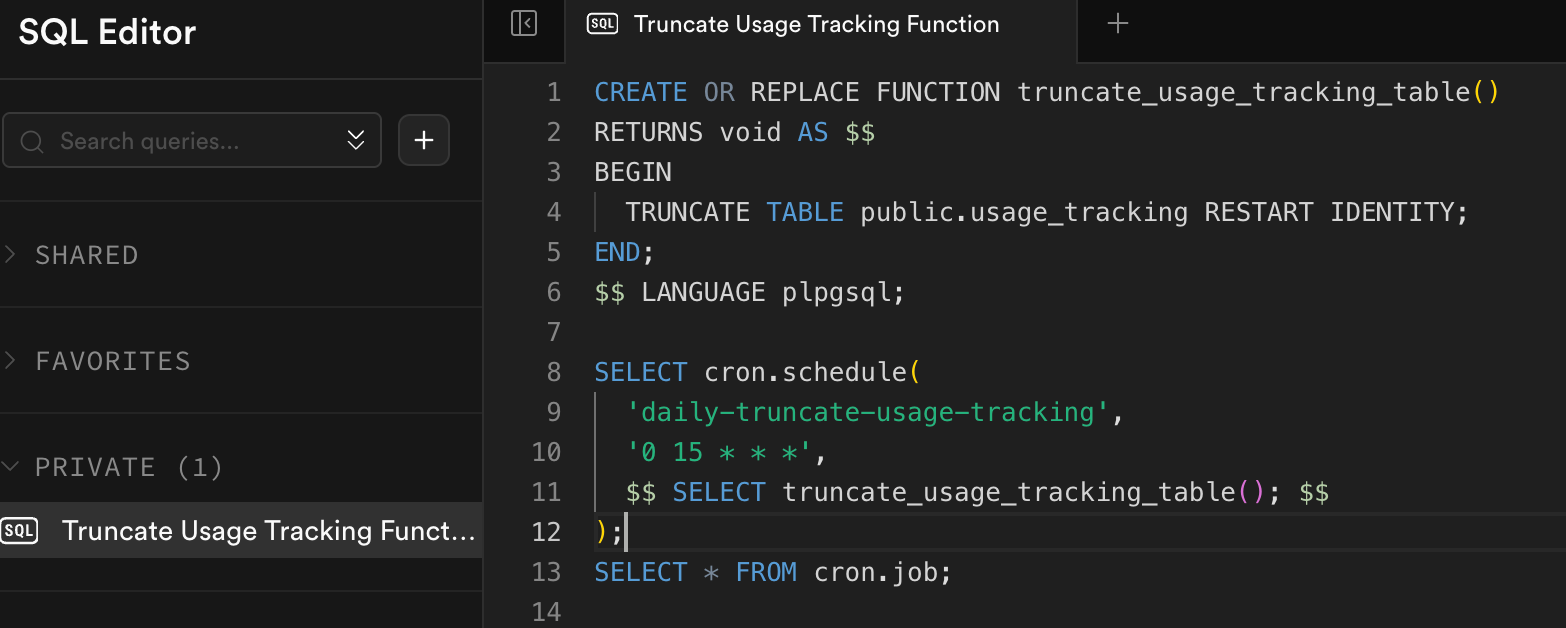 SQL Editor
Search queries...
SHARED
FAVORITES
PRIVATE (1)
SQL Truncate Usage Tracking Funct...
SQL Truncate Usage Tracking Function
1 CREATE OR REPLACE FUNCTION truncate_usage_tracking_table()
2 RETURNS void AS $$
3 BEGIN
4   TRUNCATE TABLE public.usage_tracking RESTART IDENTITY;
5 END;
6 $$ LANGUAGE plpgsql;
7
8 SELECT cron.schedule(
9   'daily-truncate-usage-tracking',
10   '0 15 * * *',
11   $$ SELECT truncate_usage_tracking_table(); $$
12 );
13 SELECT * FROM cron.job;
14